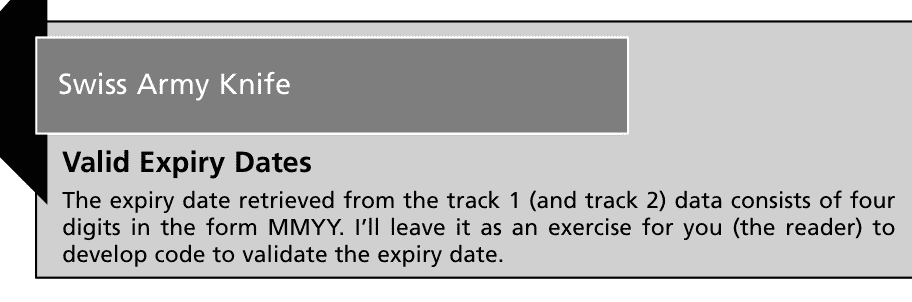 Swiss Army Knife
Valid Expiry Dates
The expiry date retrieved from the track 1 (and track 2) data consists of four
digits in the form MMYY. I'll leave it as an exercise for you (the reader) to
develop code to validate the expiry date.